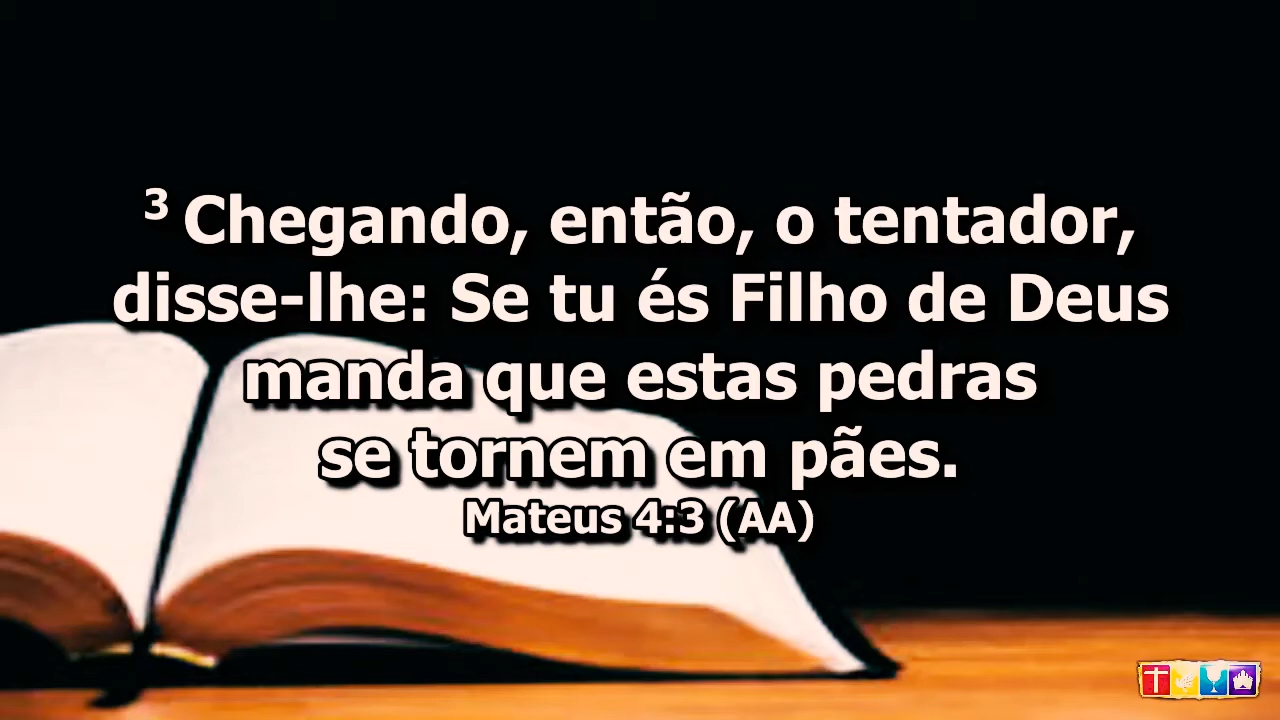 ³ Chegando, então, o tentador,
disse-lhe: Se tu és Filho de Deus
manda que estas pedras
se tornem em pães.
Mateus 4:3 (AA)